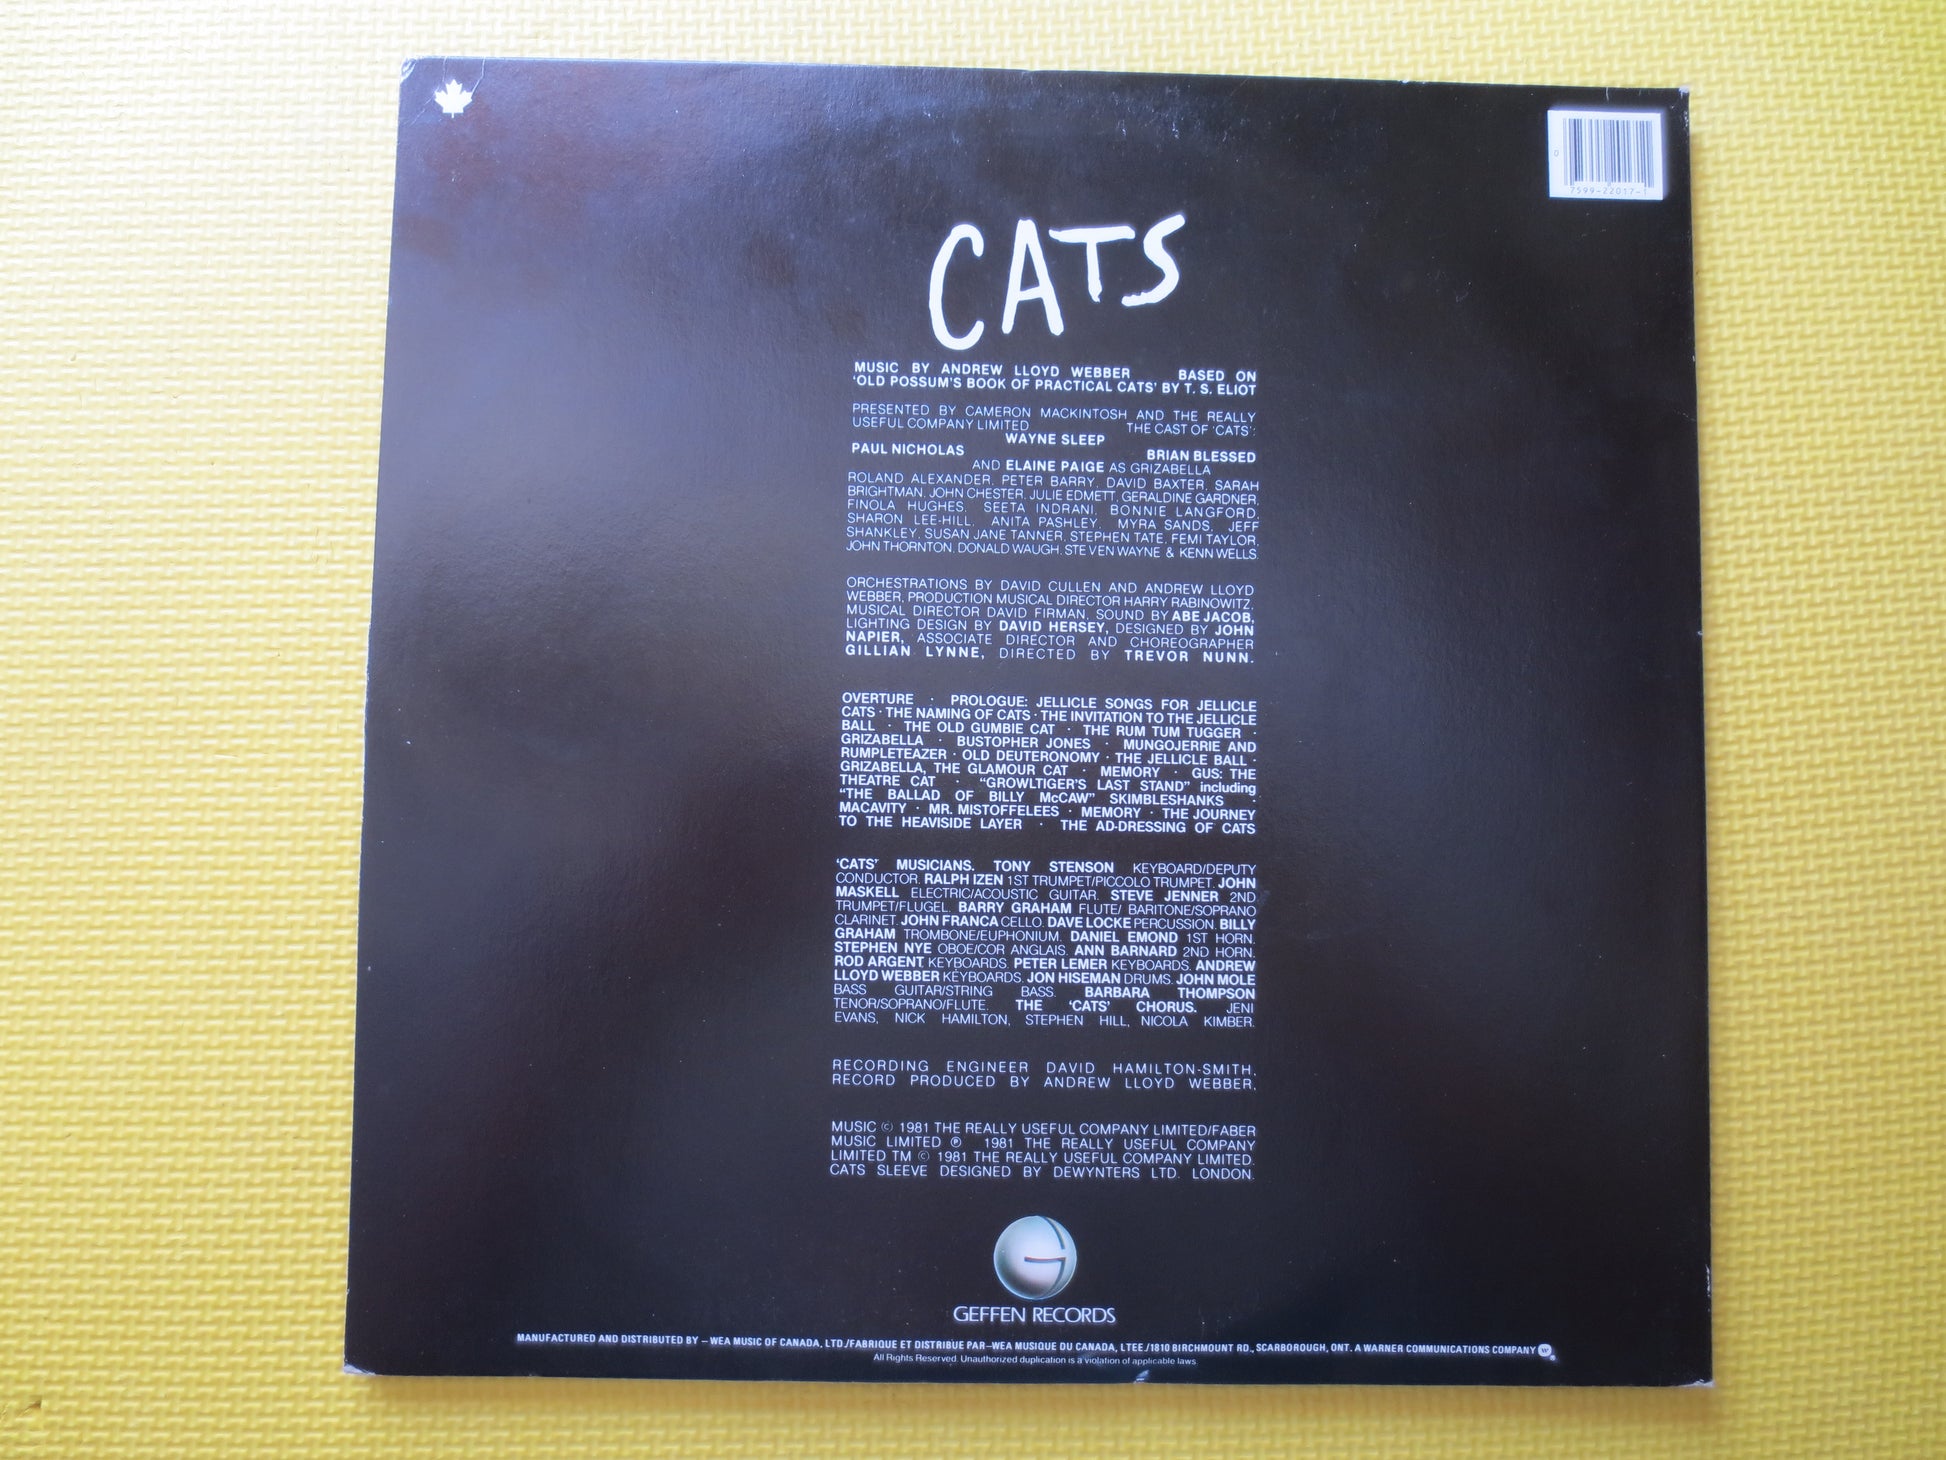 0
7599-22017-1
CATS
MUSIC BY ANDREW LLOYD WEBBER BASED ON
'OLD POSSUM'S BOOK OF PRACTICAL CATS' BY T. S. ELIOT
PRESENTED BY CAMERON MACKINTOSH AND THE REALLY
USEFUL COMPANY LIMITED THE CAST OF 'CATS':
WAYNE SLEEP
PAUL NICHOLAS BRIAN BLESSED
AND ELAINE PAIGE AS GRIZABELLA
ROLAND ALEXANDER, PETER BARRY, DAVID BAXTER, SARAH
BRIGHTMAN, JOHN CHESTER, JULIE EDMETT, GERALDINE GARDNER,
FINOLA HUGHES, SEETA INDRANI, BONNIE LANGFORD,
SHARON LEE-HILL, ANITA PASHLEY, MYRA SANDS, JEFF
SHANKLEY, SUSAN JANE TANNER, STEPHEN TATE, FEMI TAYLOR,
JOHN THORNTON, DONALD WAUGH, STEVEN WAYNE & KENN WELLS.
ORCHESTRATIONS BY DAVID CULLEN AND ANDREW LLOYD
WEBBER, PRODUCTION MUSICAL DIRECTOR HARRY RABINOWITZ,
MUSICAL DIRECTOR DAVID FIRMAN, SOUND BY ABE JACOB,
LIGHTING DESIGN BY DAVID HERSEY, DESIGNED BY JOHN
NAPIER, ASSOCIATE DIRECTOR AND CHOREOGRAPHER
GILLIAN LYNNE, DIRECTED BY TREVOR NUNN.
OVERTURE · PROLOGUE: JELLICLE SONGS FOR JELLICLE
CATS · THE NAMING OF CATS · THE INVITATION TO THE JELLICLE
BALL · THE OLD GUMBIE CAT · THE RUM TUM TUGGER ·
GRIZABELLA · BUSTOPHER JONES · MUNGOJERRIE AND
RUMPLETEAZER · OLD DEUTERONOMY · THE JELLICLE BALL ·
GRIZABELLA, THE GLAMOUR CAT · MEMORY · GUS: THE
THEATRE CAT · "GROWLTIGER'S LAST STAND" including
"THE BALLAD OF BILLY McCAW" SKIMBLESHANKS ·
MACAVITY · MR. MISTOFFELEES · MEMORY · THE JOURNEY
TO THE HEAVISIDE LAYER · THE AD-DRESSING OF CATS
'CATS' MUSICIANS. TONY STENSON KEYBOARD/DEPUTY
CONDUCTOR. RALPH IZEN 1ST TRUMPET/PICCOLO TRUMPET. JOHN
MASKELL ELECTRIC/ACOUSTIC GUITAR. STEVE JENNER 2ND
TRUMPET/FLUGEL. BARRY GRAHAM FLUTE/ BARITONE/SOPRANO
CLARINET. JOHN FRANCA CELLO. DAVE LOCKE PERCUSSION. BILLY
GRAHAM TROMBONE/EUPHONIUM. DANIEL EMOND 1ST HORN.
STEPHEN NYE OBOE/COR ANGLAIS. ANN BARNARD 2ND HORN.
ROD ARGENT KEYBOARDS. PETER LEMER KEYBOARDS. ANDREW
LLOYD WEBBER KEYBOARDS. JON HISEMAN DRUMS. JOHN MOLE
BASS GUITAR/STRING BASS. BARBARA THOMPSON
TENOR/SOPRANO/FLUTE. THE 'CATS' CHORUS. JENI
EVANS, NICK HAMILTON, STEPHEN HILL, NICOLA KIMBER.
RECORDING ENGINEER DAVID HAMILTON-SMITH.
RECORD PRODUCED BY ANDREW LLOYD WEBBER.
MUSIC © 1981 THE REALLY USEFUL COMPANY LIMITED/FABER
MUSIC LIMITED ℗ 1981 THE REALLY USEFUL COMPANY
LIMITED TM © 1981 THE REALLY USEFUL COMPANY LIMITED.
CATS SLEEVE DESIGNED BY DEWYNTERS LTD. LONDON.
GEFFEN RECORDS
MANUFACTURED AND DISTRIBUTED BY – WEA MUSIC OF CANADA, LTD./FABRIQUE ET DISTRIBUE PAR–WEA MUSIQUE DU CANADA, LTEE./1810 BIRCHMOUNT RD., SCARBOROUGH, ONT. A WARNER COMMUNICATIONS COMPANY W ®
All Rights Reserved. Unauthorized duplication is a violation of applicable laws.